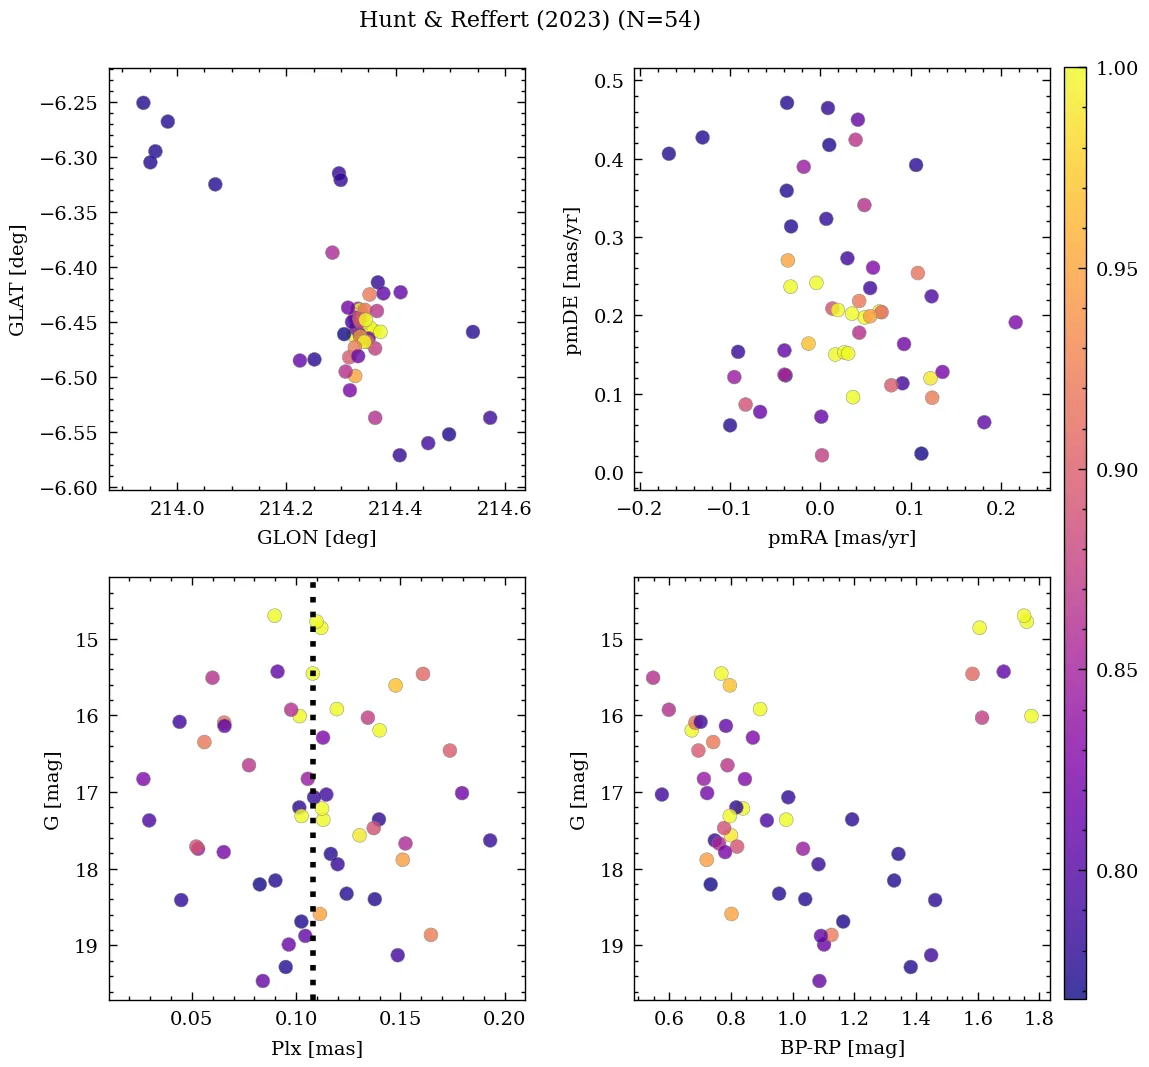 Hunt & Reffert (2023) (N=54)
−6.25
−6.30
−6.35
−6.40
−6.45
−6.50
−6.55
−6.60
GLAT [deg]
214.0 214.2 214.4 214.6
GLON [deg]
0.5
0.4
0.3
0.2
0.1
0.0
pmDE [mas/yr]
−0.2 −0.1 0.0 0.1 0.2
pmRA [mas/yr]
15
16
17
18
19
G [mag]
0.05 0.10 0.15 0.20
Plx [mas]
15
16
17
18
19
G [mag]
0.6 0.8 1.0 1.2 1.4 1.6 1.8
BP-RP [mag]
1.00
0.95
0.90
0.85
0.80